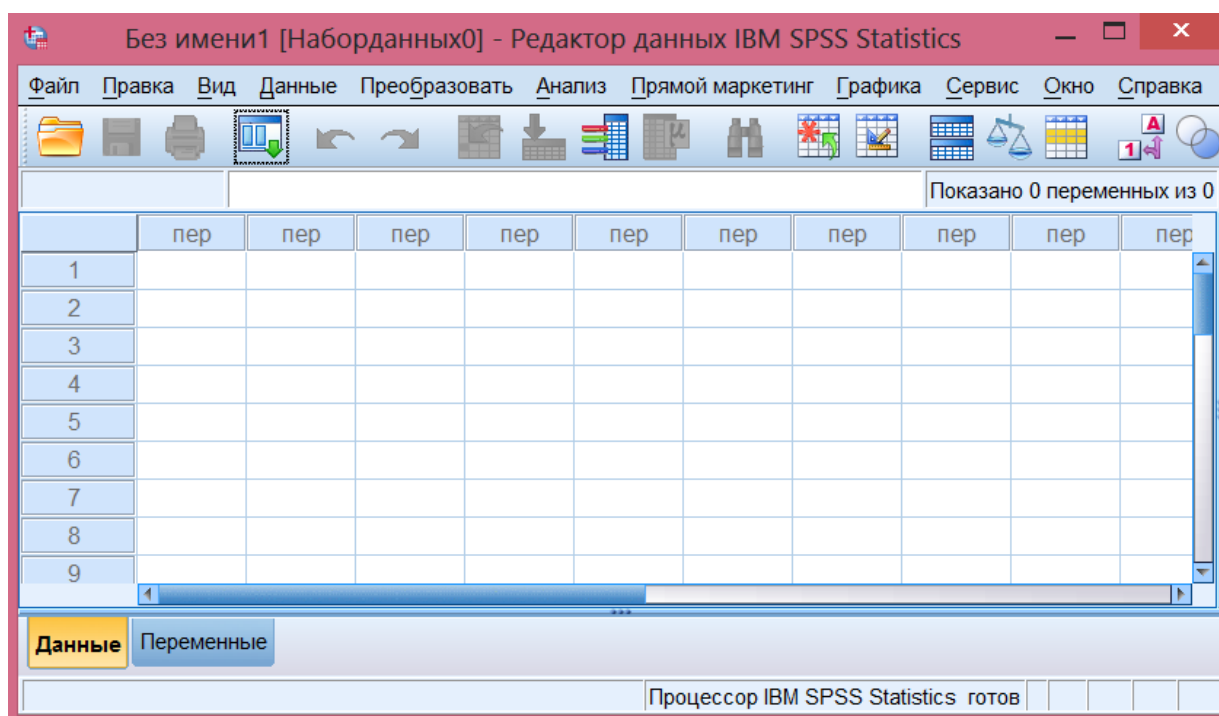 Без имени1 [Наборданных0] - Редактор данных IBM SPSS Statistics
Файл Правка Вид Данные Преобразовать Анализ Прямой маркетинг Графика Сервис Окно Справка
Показано 0 переменных из 0
пер пер пер пер пер пер пер пер пер пер
1
2
3
4
5
6
7
8
9
Данные Переменные
Процессор IBM SPSS Statistics готов